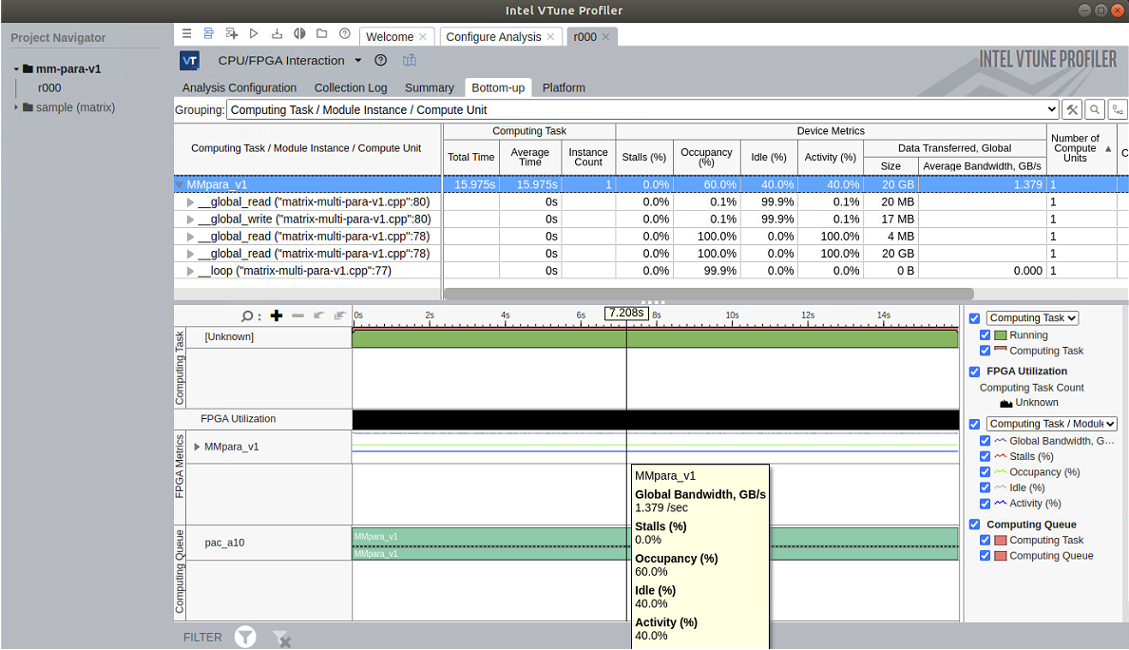 Intel VTune Profiler
Project Navigator
mm-para-v1
r000
sample (matrix)
Welcome
Configure Analysis
r000
VT CPU/FPGA Interaction
INTEL VTUNE PROFILER
Analysis Configuration Collection Log Summary Bottom-up Platform
Grouping: Computing Task / Module Instance / Compute Unit
Computing Task / Module Instance / Compute Unit
Computing Task
Device Metrics
Number of Compute Units
C
Total Time
Average Time
Instance Count
Stalls (%)
Occupancy (%)
Idle (%)
Activity (%)
Data Transferred, Global
Size
Average Bandwidth, GB/s
MMpara_v1 15.975s 15.975s 1 0.0% 60.0% 40.0% 40.0% 20 GB 1.379 1
__global_read ("matrix-multi-para-v1.cpp":80) 0s 0.0% 0.1% 99.9% 0.1% 20 MB 1
__global_write ("matrix-multi-para-v1.cpp":80) 0s 0.0% 0.1% 99.9% 0.1% 17 MB 1
__global_read ("matrix-multi-para-v1.cpp":78) 0s 0.0% 100.0% 0.0% 100.0% 4 MB 1
__global_read ("matrix-multi-para-v1.cpp":78) 0s 0.0% 100.0% 0.0% 100.0% 20 GB 1
__loop ("matrix-multi-para-v1.cpp":77) 0s 0.0% 99.9% 0.0% 0.0% 0 B 0.000 1
0s 2s 4s 6s 7.208s 8s 10s 12s 14s
Computing Task
[Unknown]
FPGA Utilization
FPGA Metrics
MMpara_v1
Computing Queue
pac_a10
MMpara_v1
MMpara_v1
MMpara_v1
Global Bandwidth, GB/s
1.379 /sec
Stalls (%)
0.0%
Occupancy (%)
60.0%
Idle (%)
40.0%
Activity (%)
40.0%
Computing Task
Running
Computing Task
FPGA Utilization
Computing Task Count
Unknown
Computing Task / Module
Global Bandwidth, G...
Stalls (%)
Occupancy (%)
Idle (%)
Activity (%)
Computing Queue
Computing Task
Computing Queue
FILTER